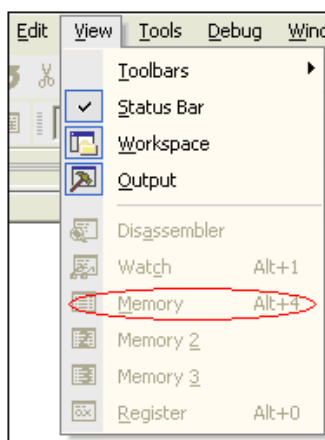 Edit View Tools Debug
Toolbars
Status Bar
Workspace
Output
Disassembler
Watch Alt+1
Memory Alt+4
Memory 2
Memory 3
Register Alt+0